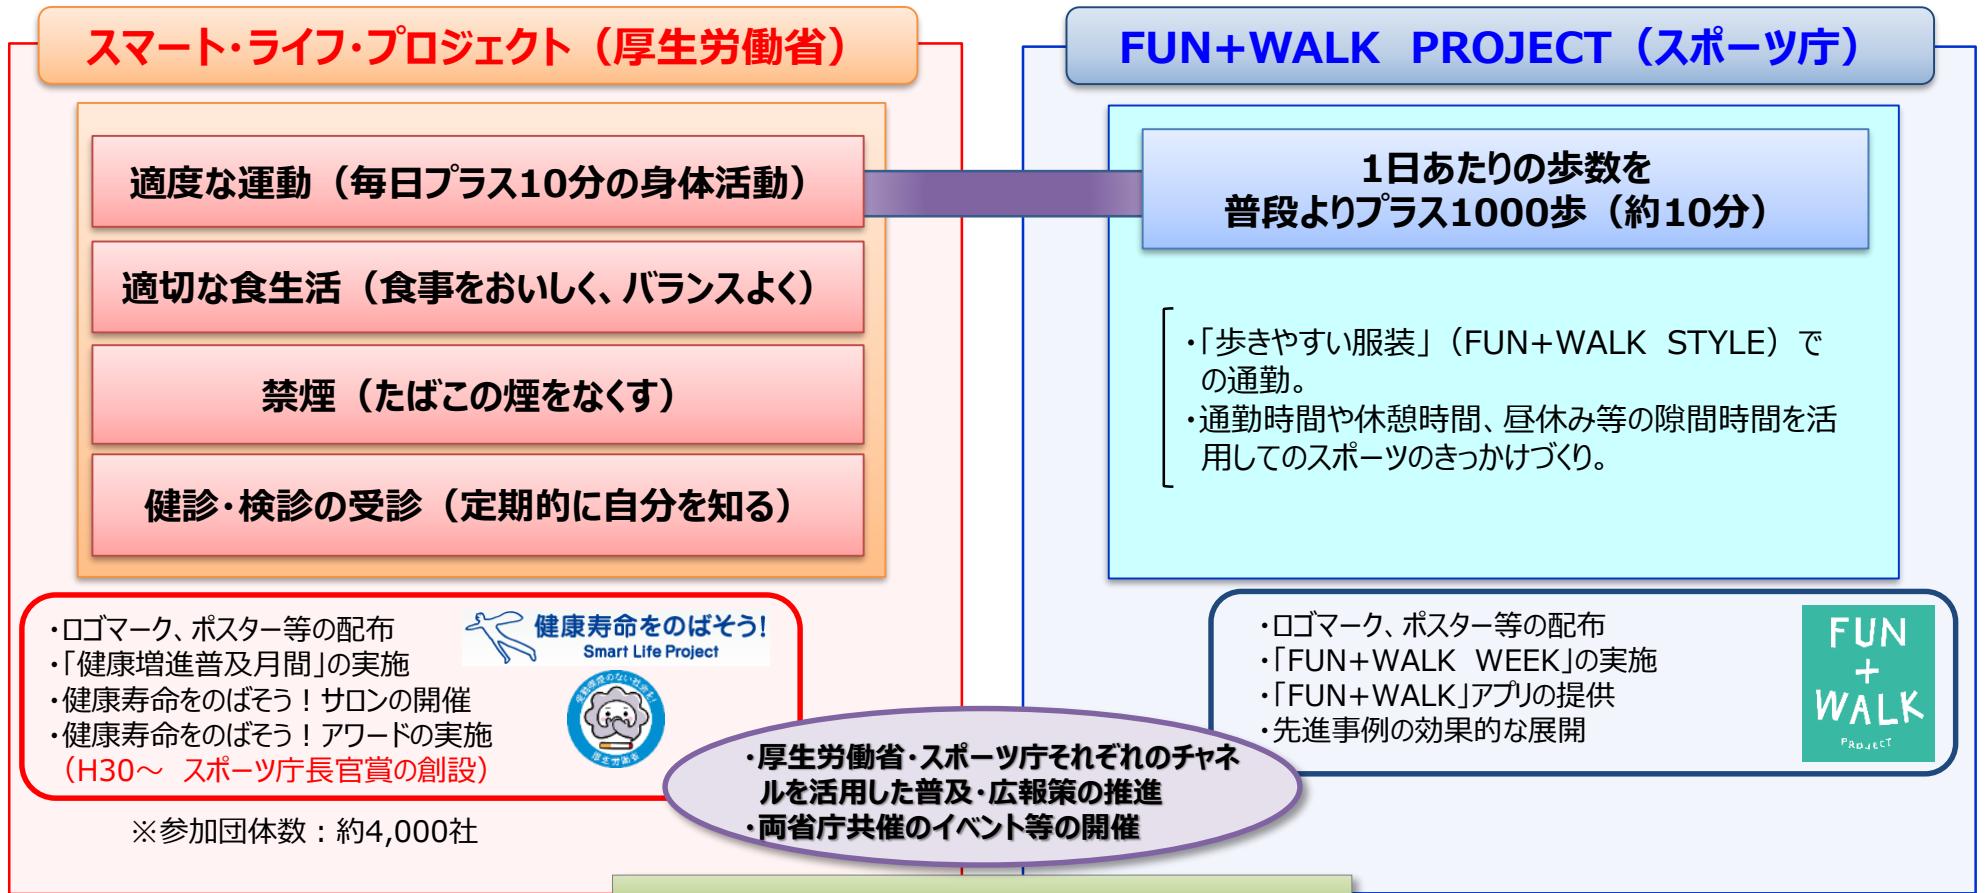 スマート・ライフ・プロジェクト（厚生労働省）
適度な運動（毎日プラス10分の身体活動）
適切な食生活（食事をおいしく、バランスよく）
禁煙（たばこの煙をなくす）
健診・検診の受診（定期的に自分を知る）
・ロゴマーク、ポスター等の配布
・「健康増進普及月間」の実施
・健康寿命をのばそう！サロンの開催
・健康寿命をのばそう！アワードの実施
（H30～　スポーツ庁長官賞の創設）
健康寿命をのばそう!
Smart Life Project
受動喫煙のない社会を!
厚生労働省
※参加団体数：約4,000社
FUN+WALK　PROJECT（スポーツ庁）
1日あたりの歩数を
普段よりプラス1000歩（約10分）
・「歩きやすい服装」（FUN+WALK　STYLE）で
の通勤。
・通勤時間や休憩時間、昼休み等の隙間時間を活
用してのスポーツのきっかけづくり。
・ロゴマーク、ポスター等の配布
・「FUN+WALK　WEEK」の実施
・「FUN+WALK」アプリの提供
・先進事例の効果的な展開
FUN
+
WALK
PROJECT
・厚生労働省・スポーツ庁それぞれのチャネ
ルを活用した普及・広報策の推進
・両省庁共催のイベント等の開催